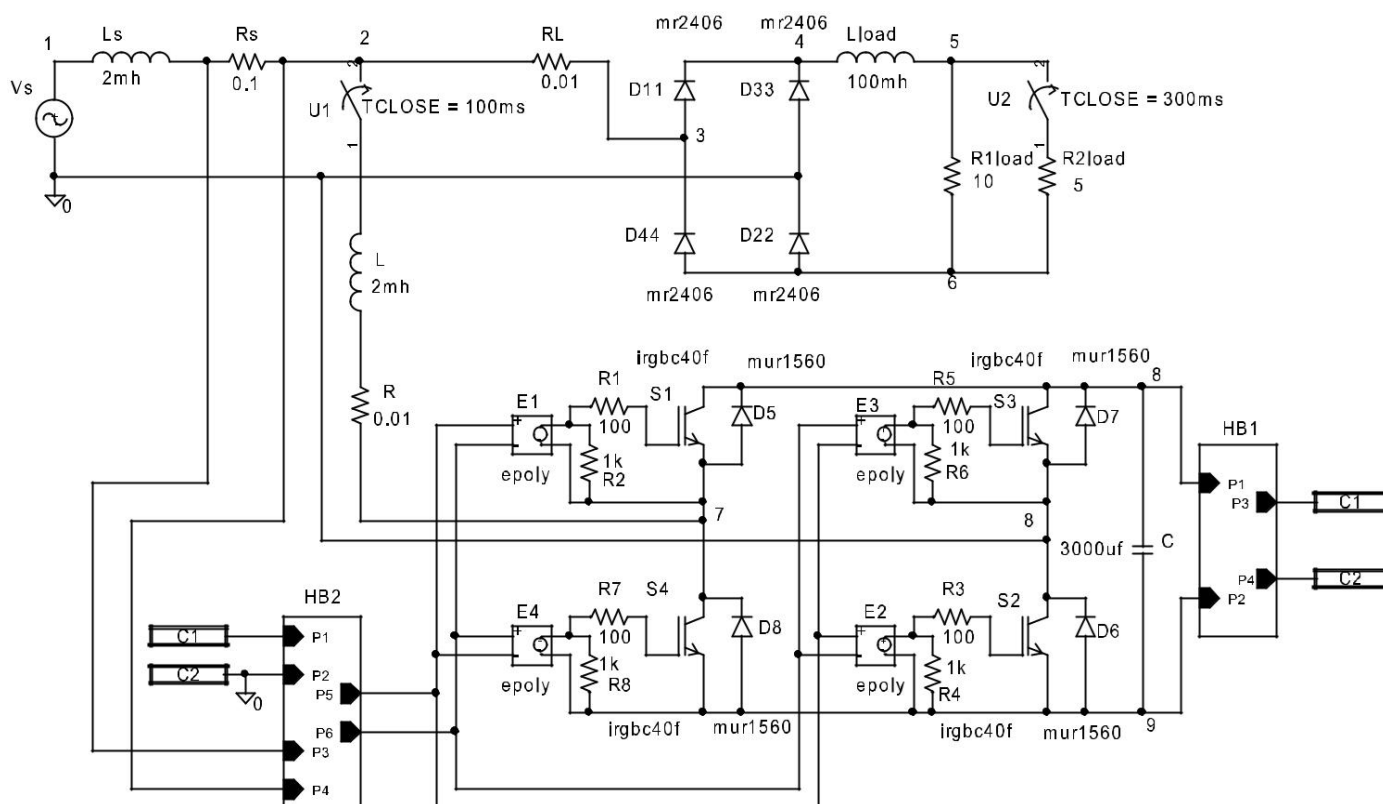 mr2406
mr2406
1
Ls
Rs
2
RL
4
Lload
5
2mh
0.1
0.01
100mh
Vs
2
2
D11
D33
U1
TCLOSE = 100ms
U2
TCLOSE = 300ms
3
1
1
R1load
10
R2load
5
0
D44
D22
L
2mh
6
mr2406
mr2406
irgbc40f
mur1560
irgbc40f
mur1560
R
0.01
R1
100
S1
D5
R5
100
S3
D7
8
E1
E3
HB1
1k
R2
1k
R6
epoly
epoly
P1
P3
C1
7
8
3000uf
C
P4
C2
P2
HB2
R7
100
S4
D8
R3
100
S2
D6
E4
E2
C1
P1
C2
P2
0
P5
1k
R8
1k
R4
epoly
epoly
P6
irgbc40f
mur1560
irgbc40f
mur1560
9
P3
P4